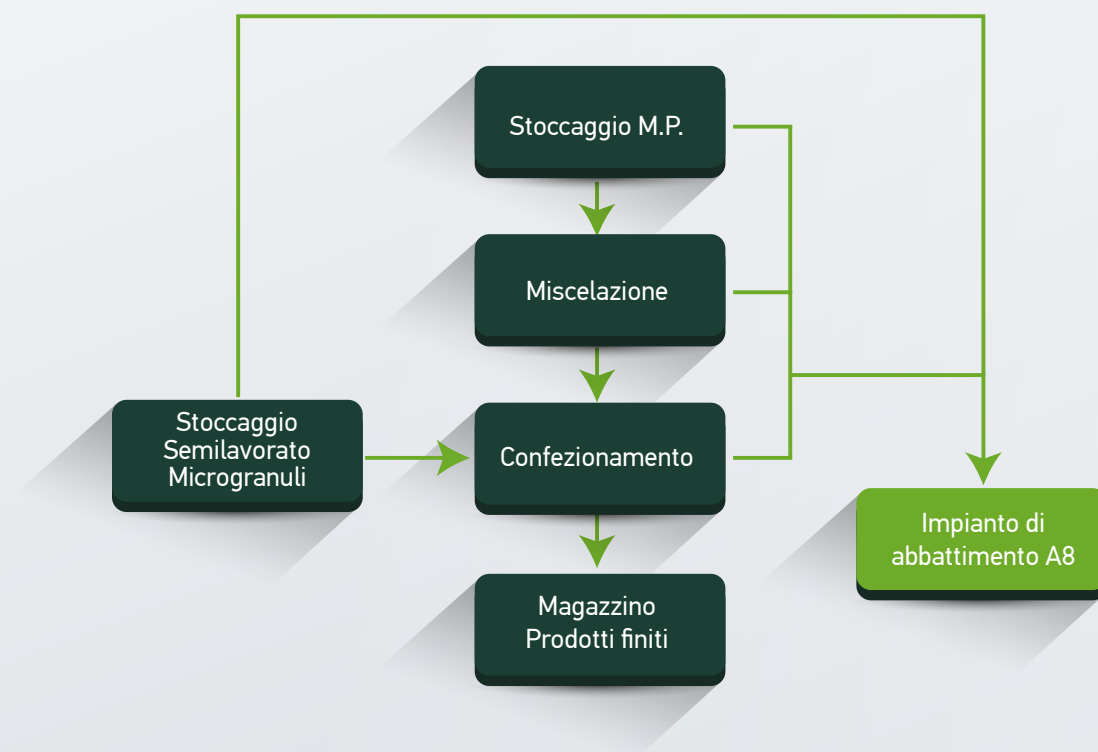 Stoccaggio M.P.
Miscelazione
Stoccaggio
Semilavorato
Microgranuli
Confezionamento
Impianto di
abbattimento A8
Magazzino
Prodotti finiti